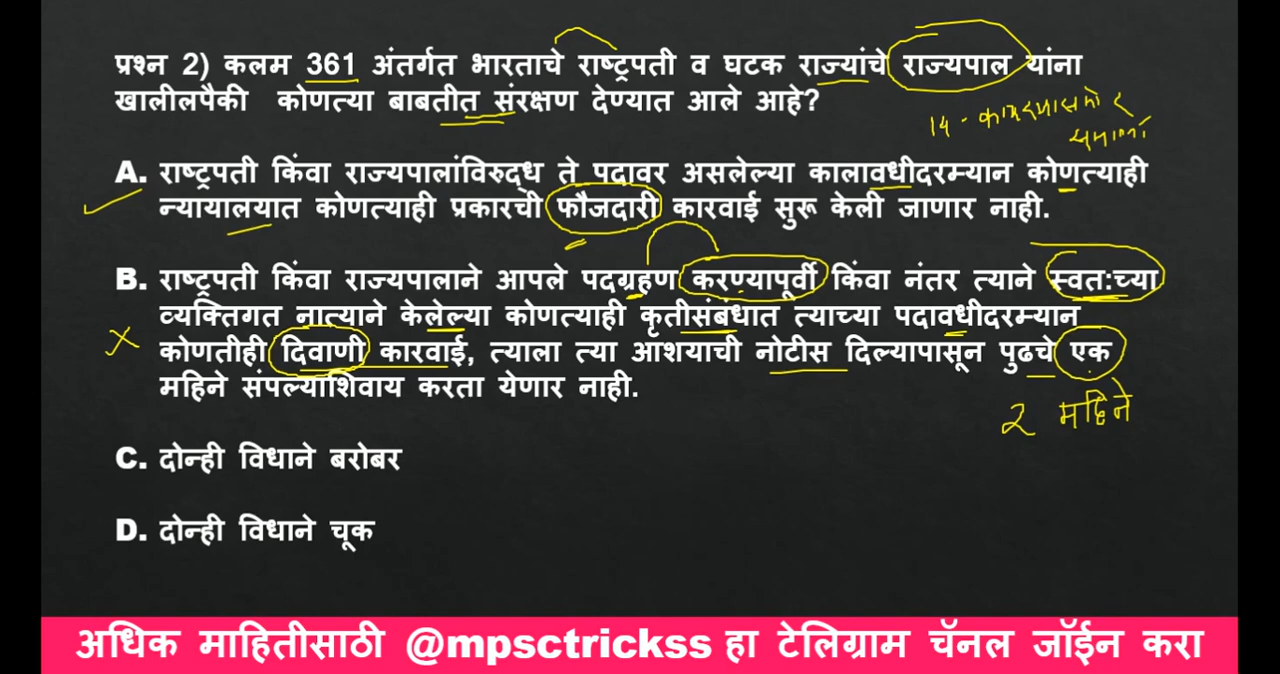 प्रश्न 2) कलम 361 अंतर्गत भारताचे राष्ट्रपती व घटक राज्यांचे राज्यपाल यांना
खालीलपैकी कोणत्या बाबतीत संरक्षण देण्यात आले आहे?
14 - कायद्यासमोर
समानता
A. राष्ट्रपती किंवा राज्यपालांविरुद्ध ते पदावर असलेल्या कालावधीदरम्यान कोणत्याही
न्यायालयात कोणत्याही प्रकारची फौजदारी कारवाई सुरू केली जाणार नाही.
B. राष्ट्रपती किंवा राज्यपालाने आपले पदग्रहण करण्यापूर्वी किंवा नंतर त्याने स्वत:च्या
व्यक्तिगत नात्याने केलेल्या कोणत्याही कृतीसंबंधात त्याच्या पदावधीदरम्यान
कोणतीही दिवाणी कारवाई, त्याला त्या आशयाची नोटीस दिल्यापासून पुढचे एक
महिने संपल्याशिवाय करता येणार नाही.
2 महिने
C. दोन्ही विधाने बरोबर
D. दोन्ही विधाने चूक
अधिक माहितीसाठी @mpsctrickss हा टेलिग्राम चॅनल जॉईन करा